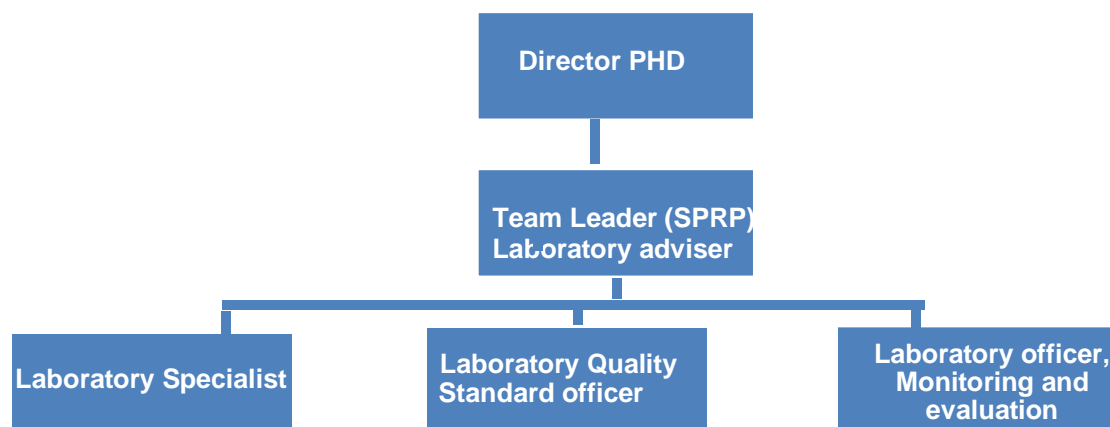 Director PHD
Team Leader (SPRP)
Laboratory adviser
Laboratory Specialist
Laboratory Quality
Standard officer
Laboratory officer,
Monitoring and
evaluation